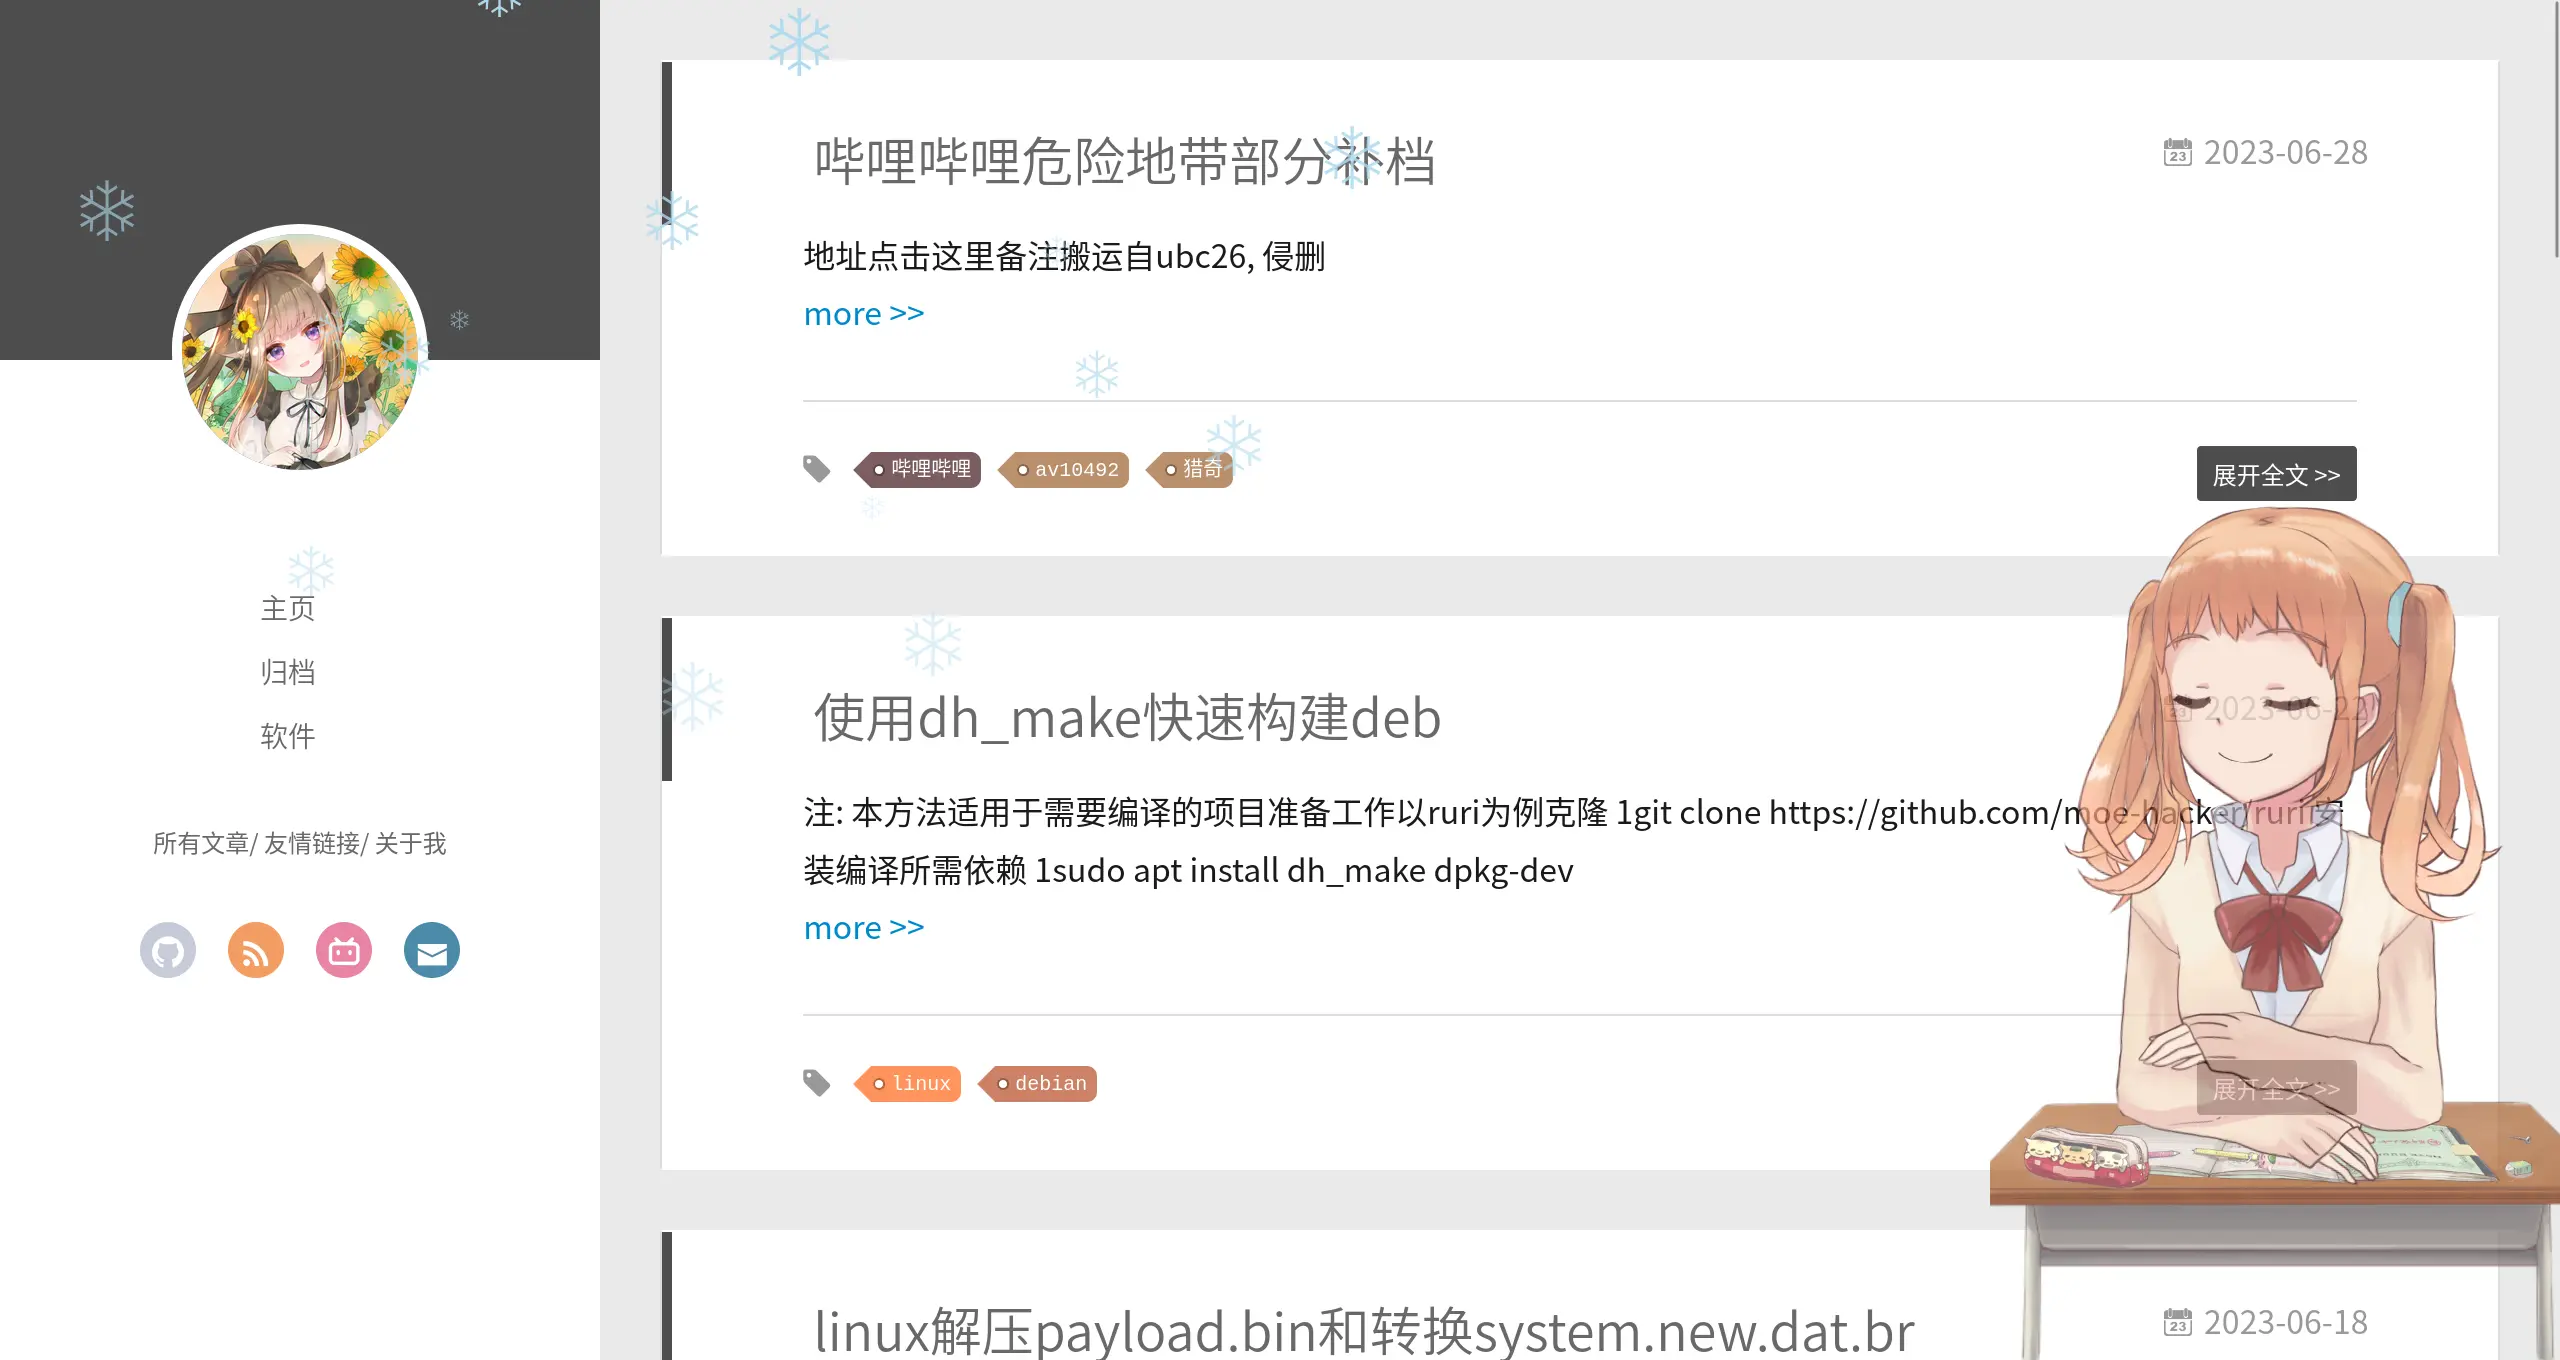 主页
归档
软件
所有文章/ 友情链接/ 关于我
哔哩哔哩危险地带部分补档
23 2023-06-28
地址点击这里备注搬运自ubc26, 侵删
more >>
哔哩哔哩 av10492 猎奇
展开全文 >>
使用dh_make快速构建deb
23 2023-06-22
注: 本方法适用于需要编译的项目准备工作以ruri为例克隆 1git clone https://github.com/moe-hacker/ruri安
装编译所需依赖 1sudo apt install dh_make dpkg-dev
more >>
linux debian
展开全文 >>
linux解压payload.bin和转换system.new.dat.br
23 2023-06-18